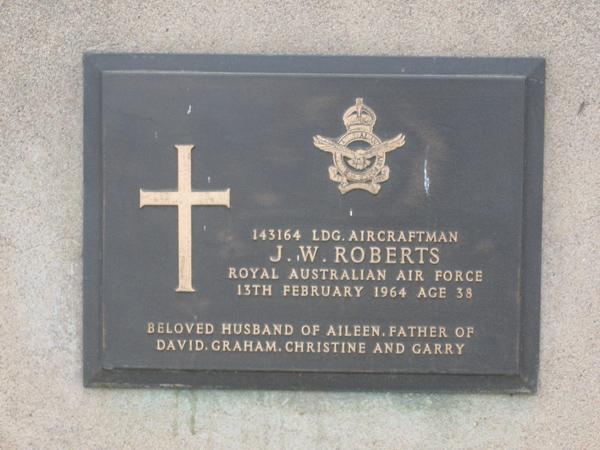 143164 LDG. AIRCRAFTMAN
J. W. ROBERTS
ROYAL AUSTRALIAN AIR FORCE
13TH FEBRUARY 1964 AGE 38
BELOVED HUSBAND OF AILEEN. FATHER OF
DAVID. GRAHAM. CHRISTINE AND GARRY